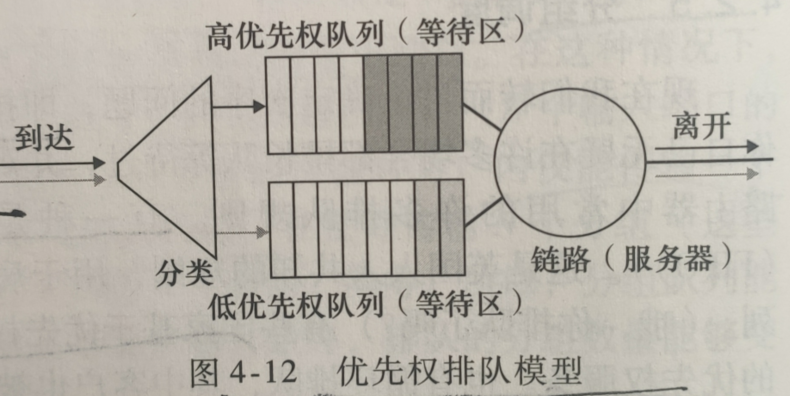 高优先权队列（等待区）
到达
离开
分类
链路（服务器）
低优先权队列（等待区）
图 4-12 优先权排队模型